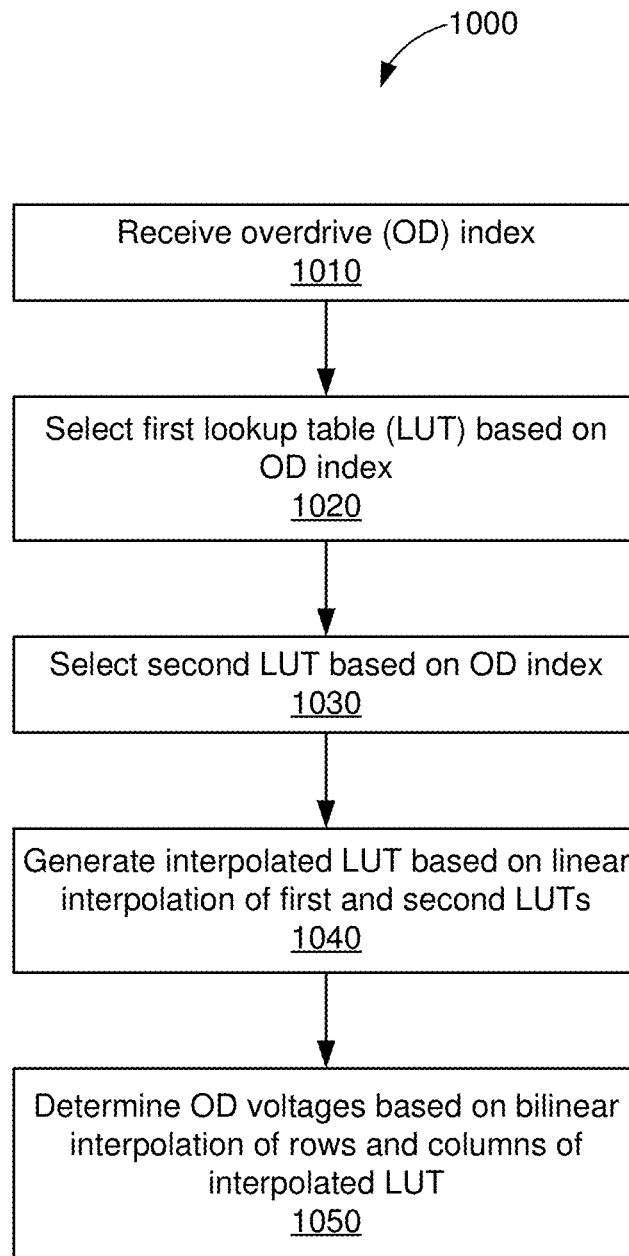 1000
Receive overdrive (OD) index
1010
Select first lookup table (LUT) based on
OD index
1020
Select second LUT based on OD index
1030
Generate interpolated LUT based on linear
interpolation of first and second LUTs
1040
Determine OD voltages based on bilinear
interpolation of rows and columns of
interpolated LUT
1050